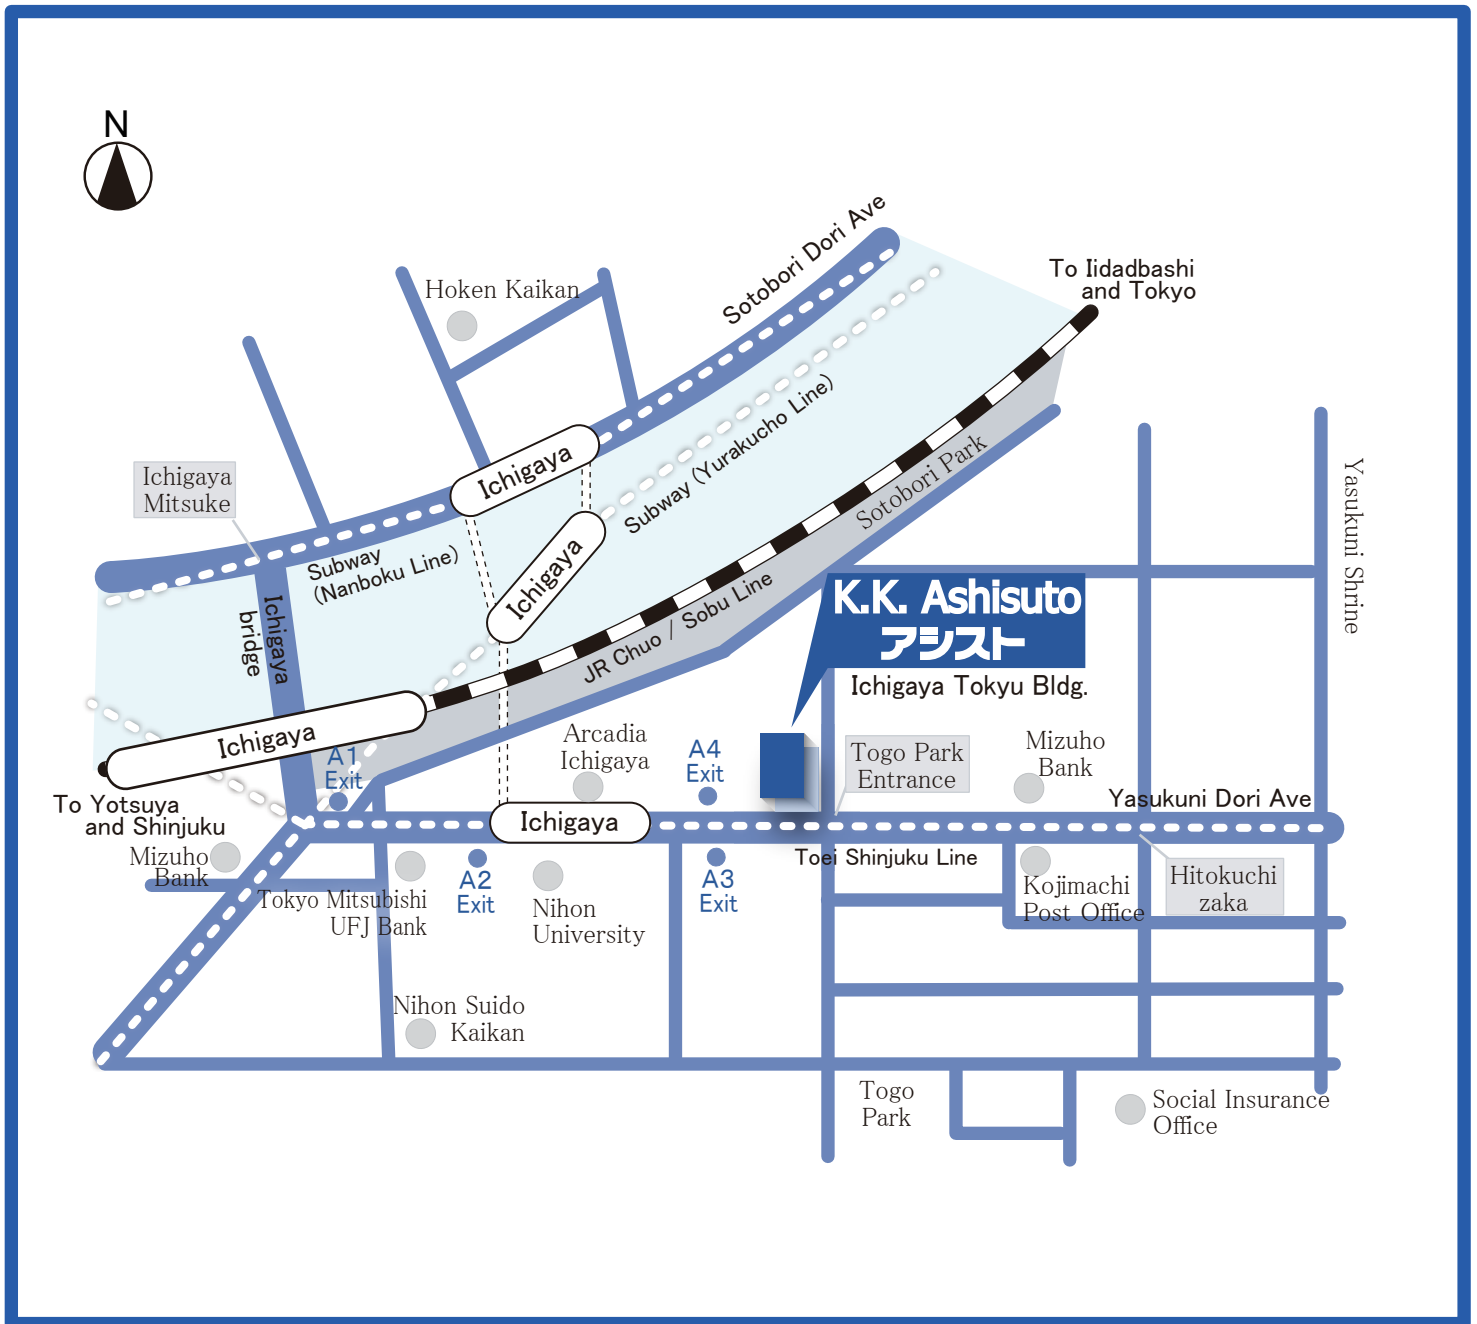 N
Sotobori Dori Ave
To Iidadbashi
and Tokyo
Hoken Kaikan
Ichigaya
Mitsuke
Ichigaya
Subway (Yurakucho Line)
Sotobori Park
Yasukuni Shrine
Subway
(Nanboku Line)
Ichigaya
Ichigaya
bridge
JR Chuo / Sobu Line
K.K. Ashisuto
アシスト
Ichigaya Tokyu Bldg.
Ichigaya
A1
Exit
Arcadia
Ichigaya
A4
Exit
Togo Park
Entrance
Mizuho
Bank
To Yotsuya
and Shinjuku
Ichigaya
Yasukuni Dori Ave
Mizuho
Bank
Toei Shinjuku Line
Tokyo Mitsubishi
UFJ Bank
A2
Exit
Nihon
University
A3
Exit
Kojimachi
Post Office
Hitokuchi
zaka
Nihon Suido
Kaikan
Togo
Park
Social Insurance
Office